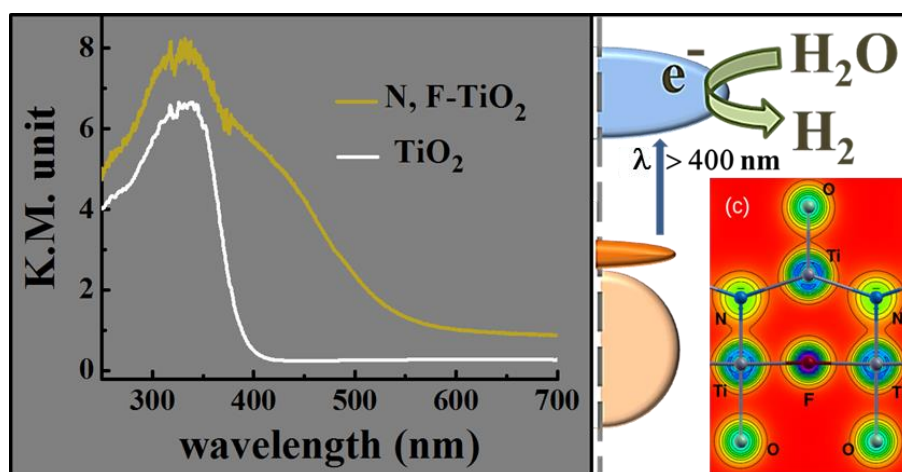 8
6
4
2
0
K.M. unit
300 400 500 600 700
wavelength (nm)
N, F-TiO₂
TiO₂
e⁻
H₂O
H₂
λ > 400 nm
(c)
O
Ti
N N
Ti F T
O O